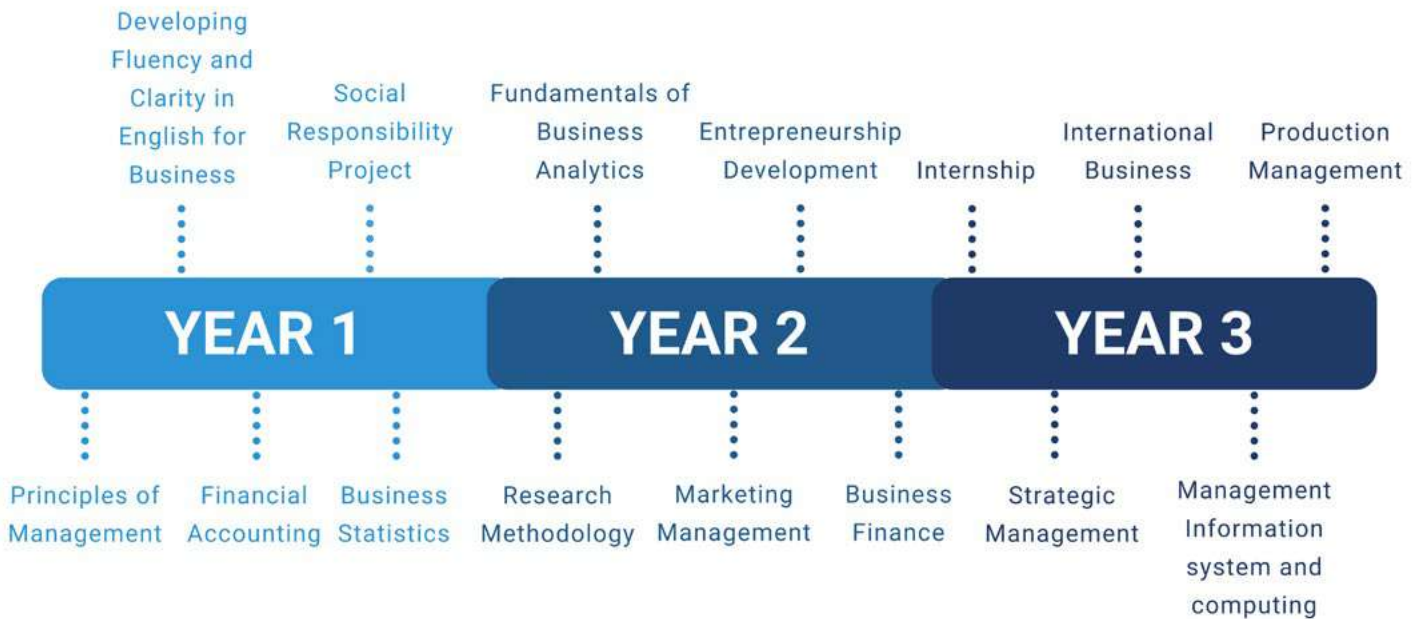 Developing
Fluency and
Clarity in
English for
Business
Social
Responsibility
Project
Fundamentals of
Business
Analytics
Entrepreneurship
Development
Internship
International
Business
Production
Management
YEAR 1
YEAR 2
YEAR 3
Principles of
Management
Financial
Accounting
Business
Statistics
Research
Methodology
Marketing
Management
Business
Finance
Strategic
Management
Management
Information
system and
computing